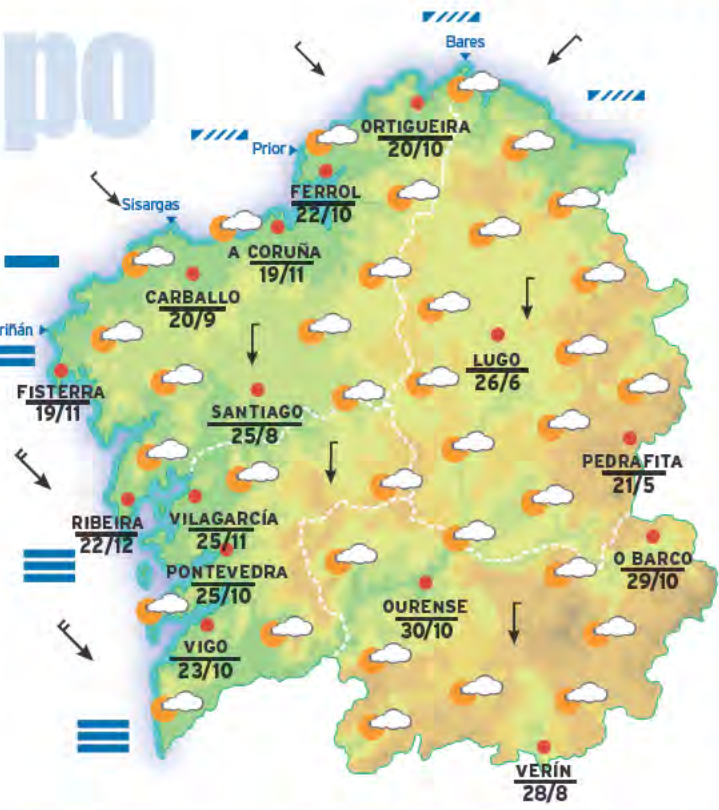 po
Bares
ORTIGUEIRA
20/10
Prior
FERROL
22/10
Sisargas
A CORUÑA
19/11
CARBALLO
20/9
riñán
LUGO
26/6
FISTERRA
19/11
SANTIAGO
25/8
PEDRAFITA
21/5
RIBEIRA
22/12
VILAGARCÍA
25/11
O BARCO
29/10
PONTEVEDRA
25/10
OURENSE
30/10
VIGO
23/10
VERÍN
28/8